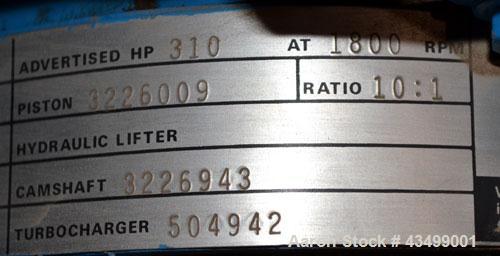 ADVERTISED HP 310 AT 1800 RPM
PISTON 3226009 RATIO 10:1
HYDRAULIC LIFTER
CAMSHAFT 3226943
TURBOCHARGER 504942
Aaron Stock # 43499001